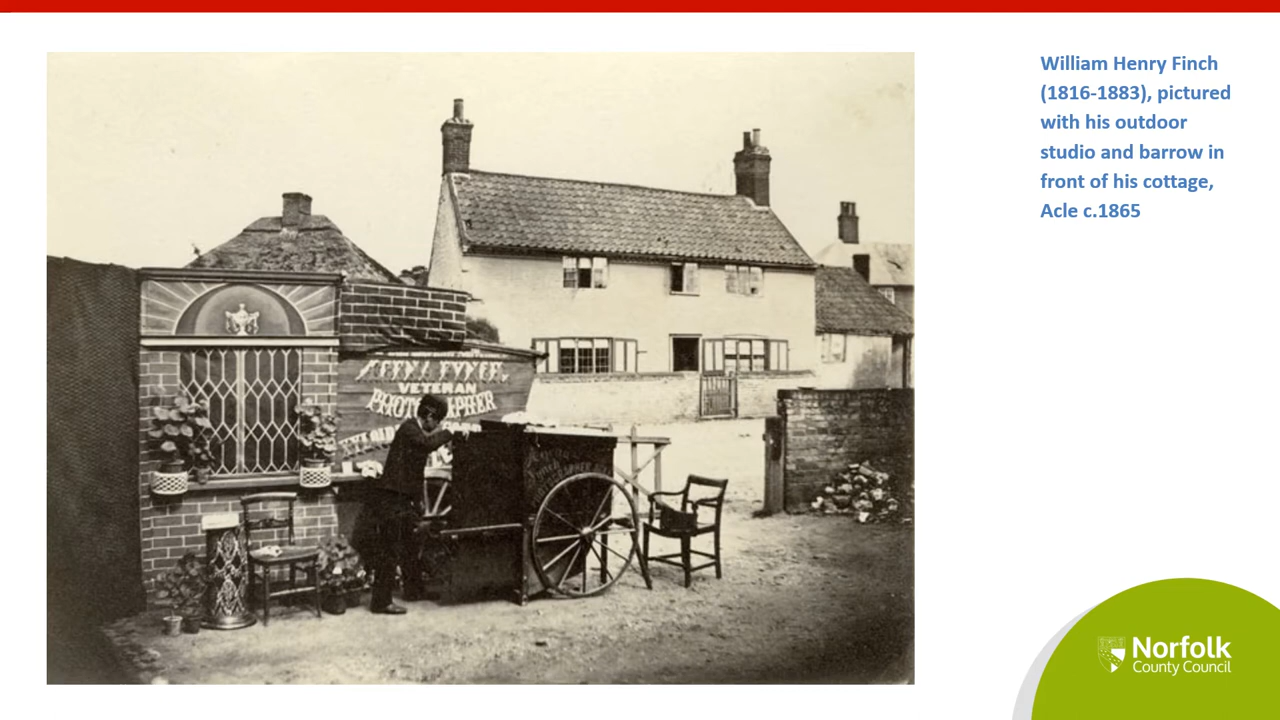 William Henry Finch
(1816-1883), pictured
with his outdoor
studio and barrow in
front of his cottage,
Acle c.1865
VETERAN
PHOTOGRAPHER
Norfolk
County Council